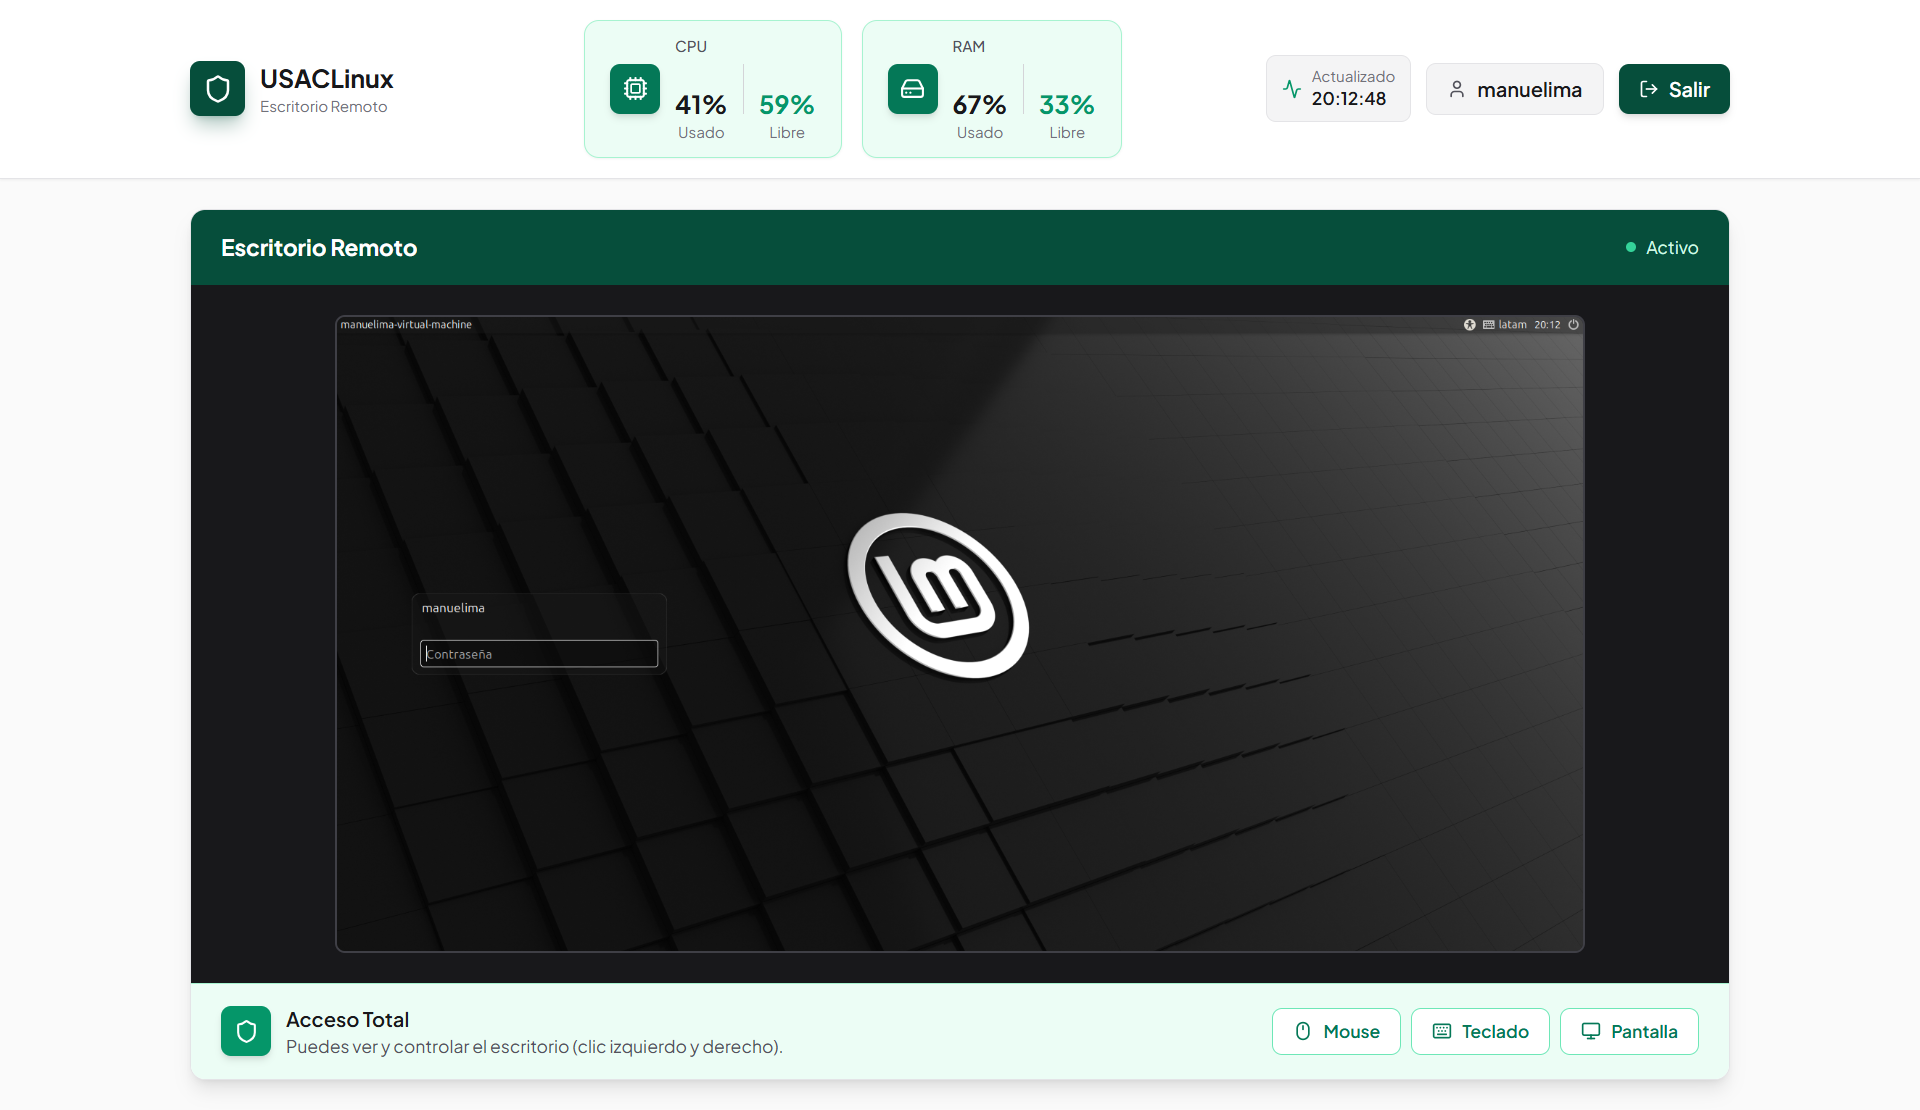 USACLinux
Escritorio Remoto
CPU
41%
Usado
59%
Libre
RAM
67%
Usado
33%
Libre
Actualizado
20:12:48
manuelima
Salir
Escritorio Remoto
Activo
manuelima-virtual-machine
latam 20:12
manuelima
Contraseña
Acceso Total
Puedes ver y controlar el escritorio (clic izquierdo y derecho).
Mouse
Teclado
Pantalla